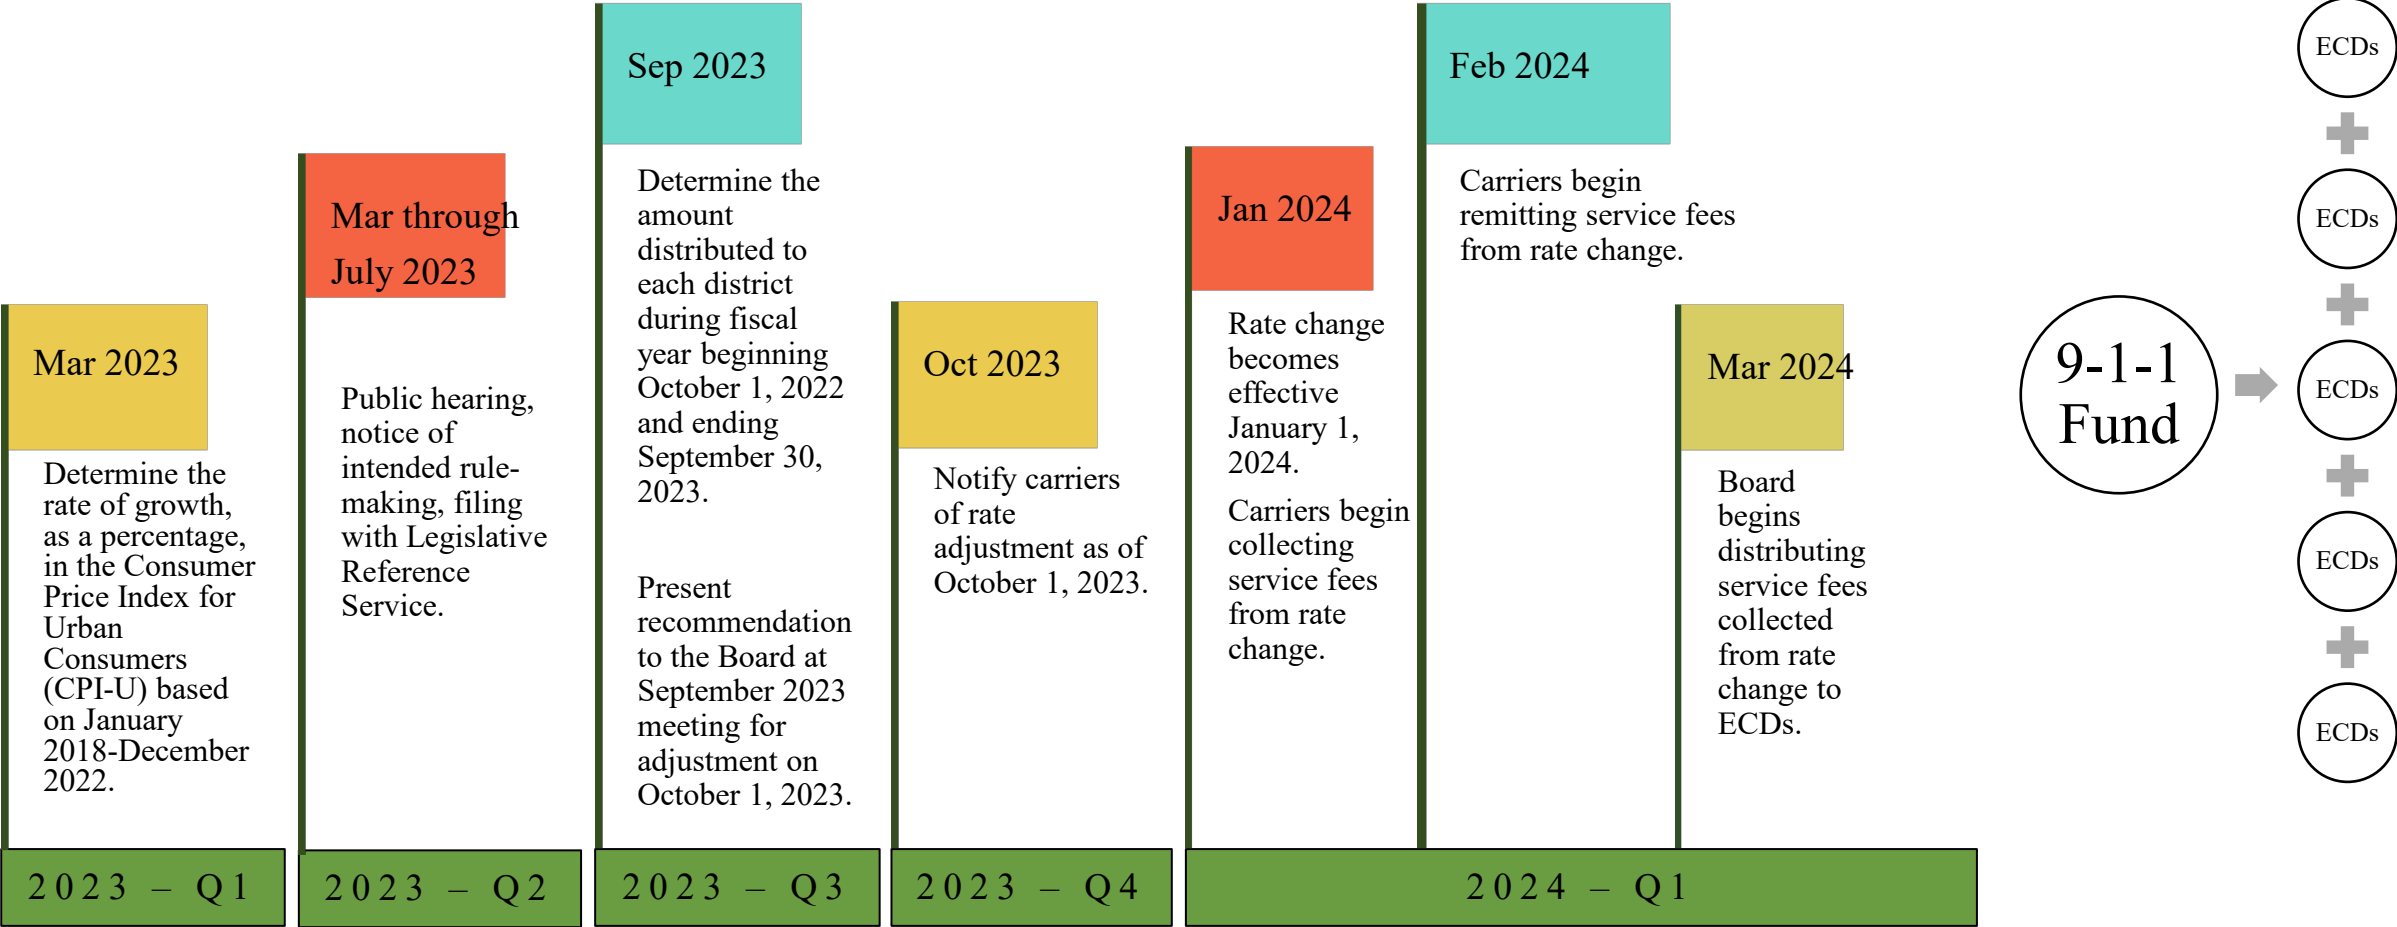 Mar 2023
Determine the
rate of growth,
as a percentage,
in the Consumer
Price Index for
Urban
Consumers
(CPI-U) based
on January
2018-December
2022.
2023 – Q1
Mar through
July 2023
Public hearing,
notice of
intended rule-
making, filing
with Legislative
Reference
Service.
2023 – Q2
Sep 2023
Determine the
amount
distributed to
each district
during fiscal
year beginning
October 1, 2022
and ending
September 30,
2023.
Present
recommendation
to the Board at
September 2023
meeting for
adjustment on
October 1, 2023.
2023 – Q3
Oct 2023
Notify carriers
of rate
adjustment as of
October 1, 2023.
2023 – Q4
Jan 2024
Rate change
becomes
effective
January 1,
2024.
Carriers begin
collecting
service fees
from rate
change.
Feb 2024
Carriers begin
remitting service fees
from rate change.
Mar 2024
Board
begins
distributing
service fees
collected
from rate
change to
ECDs.
2024 – Q1
9-1-1
Fund
ECDs
ECDs
ECDs
ECDs
ECDs